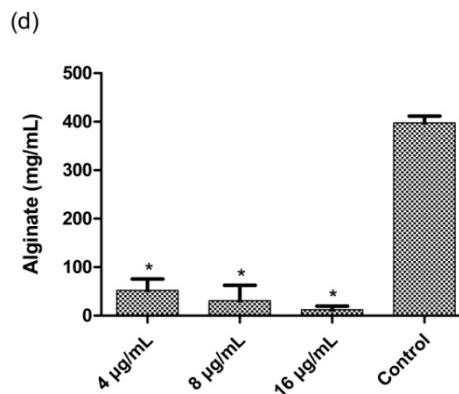 (d)
500
400
300
200
100
0
Alginate (mg/mL)
*
*
*
4 µg/mL
8 µg/mL
16 µg/mL
Control